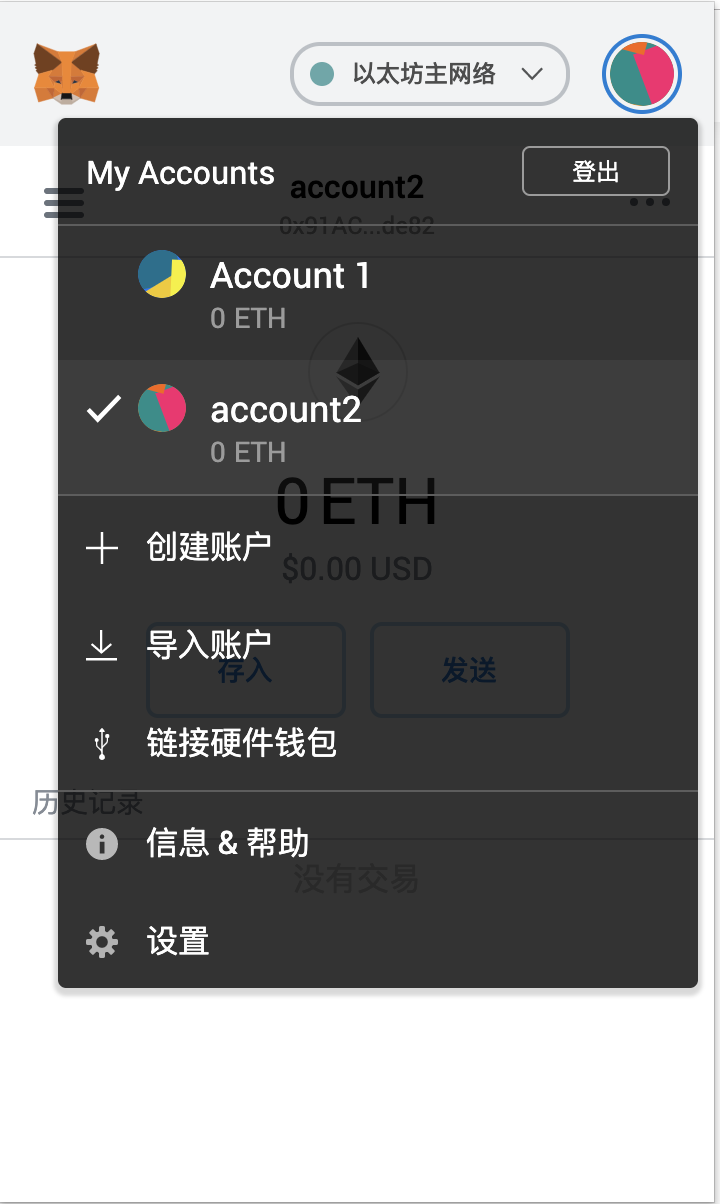 以太坊主网络
My Accounts
登出
account2
0x91AC...de82
Account 1
0 ETH
account2
0 ETH
0 ETH
创建账户
$0.00 USD
导入账户
存入
发送
链接硬件钱包
历史记录
信息 & 帮助
没有交易
设置